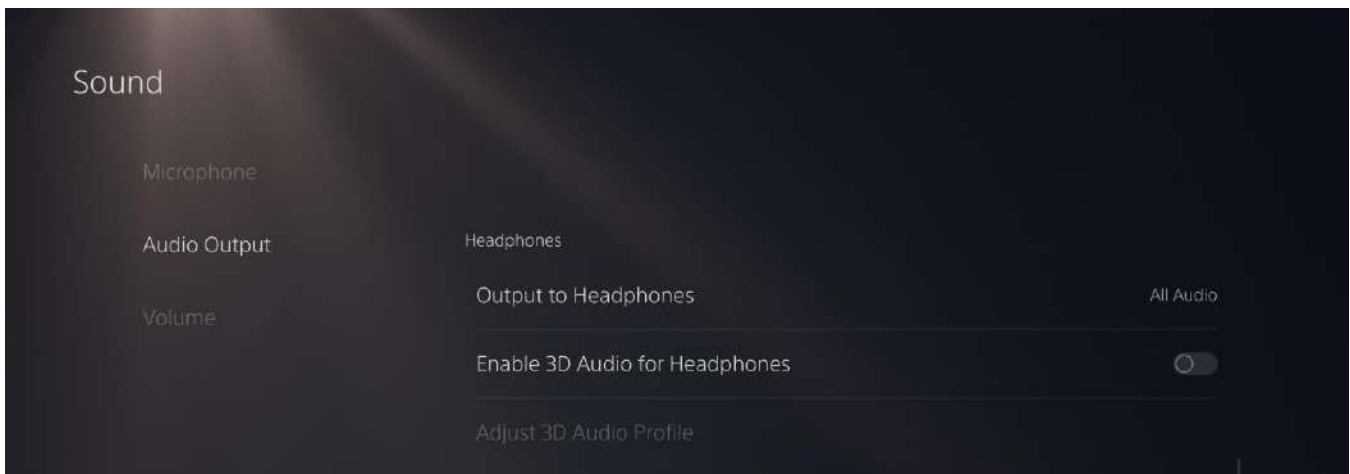 Sound
Microphone
Audio Output
Volume
Headphones
Output to Headphones All Audio
Enable 3D Audio for Headphones
Adjust 3D Audio Profile